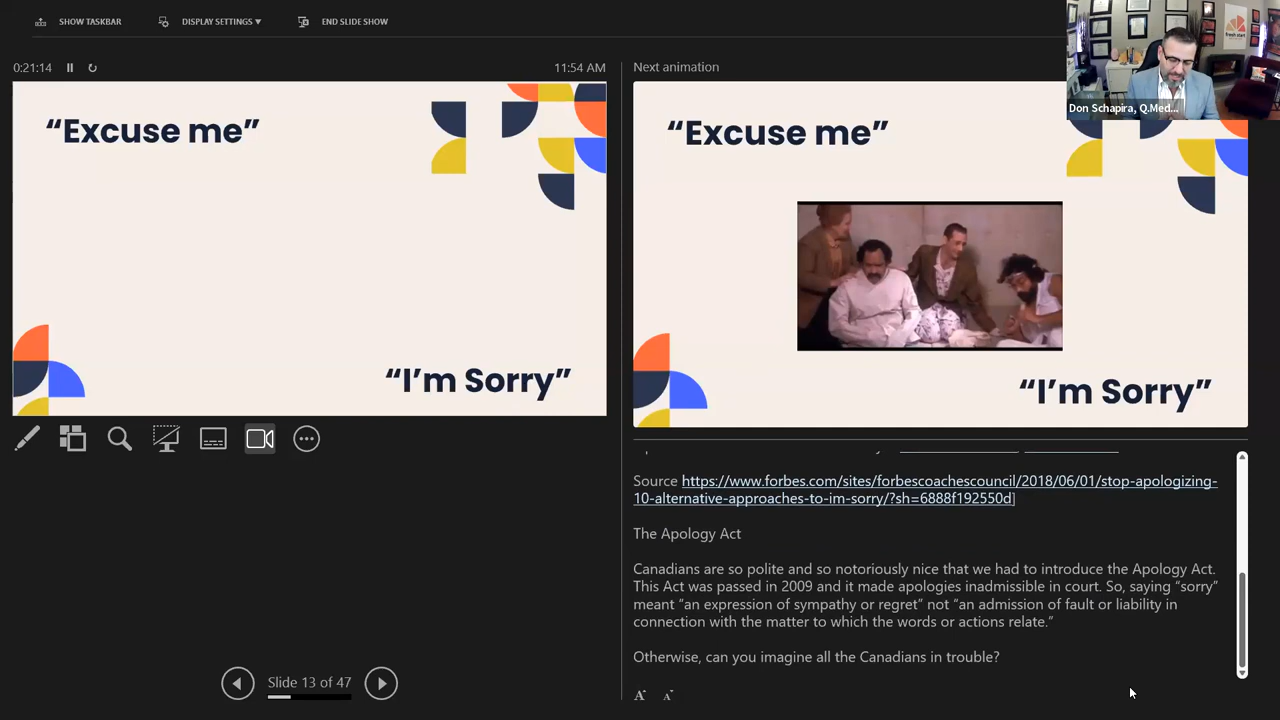 SHOW TASKBAR
DISPLAY SETTINGS ▼
END SLIDE SHOW
0:21:14
11:54 AM
Next animation
Don Schapira, Q.Med...
“Excuse me”
“I’m Sorry”
“Excuse me”
“I’m Sorry”
Source https://www.forbes.com/sites/forbescoachescouncil/2018/06/01/stop-apologizing-
10-alternative-approaches-to-im-sorry/?sh=6888f192550d]
The Apology Act
Canadians are so polite and so notoriously nice that we had to introduce the Apology Act.
This Act was passed in 2009 and it made apologies inadmissible in court. So, saying “sorry”
meant “an expression of sympathy or regret” not “an admission of fault or liability in
connection with the matter to which the words or actions relate.”
Otherwise, can you imagine all the Canadians in trouble?
Slide 13 of 47
A A
fresh start